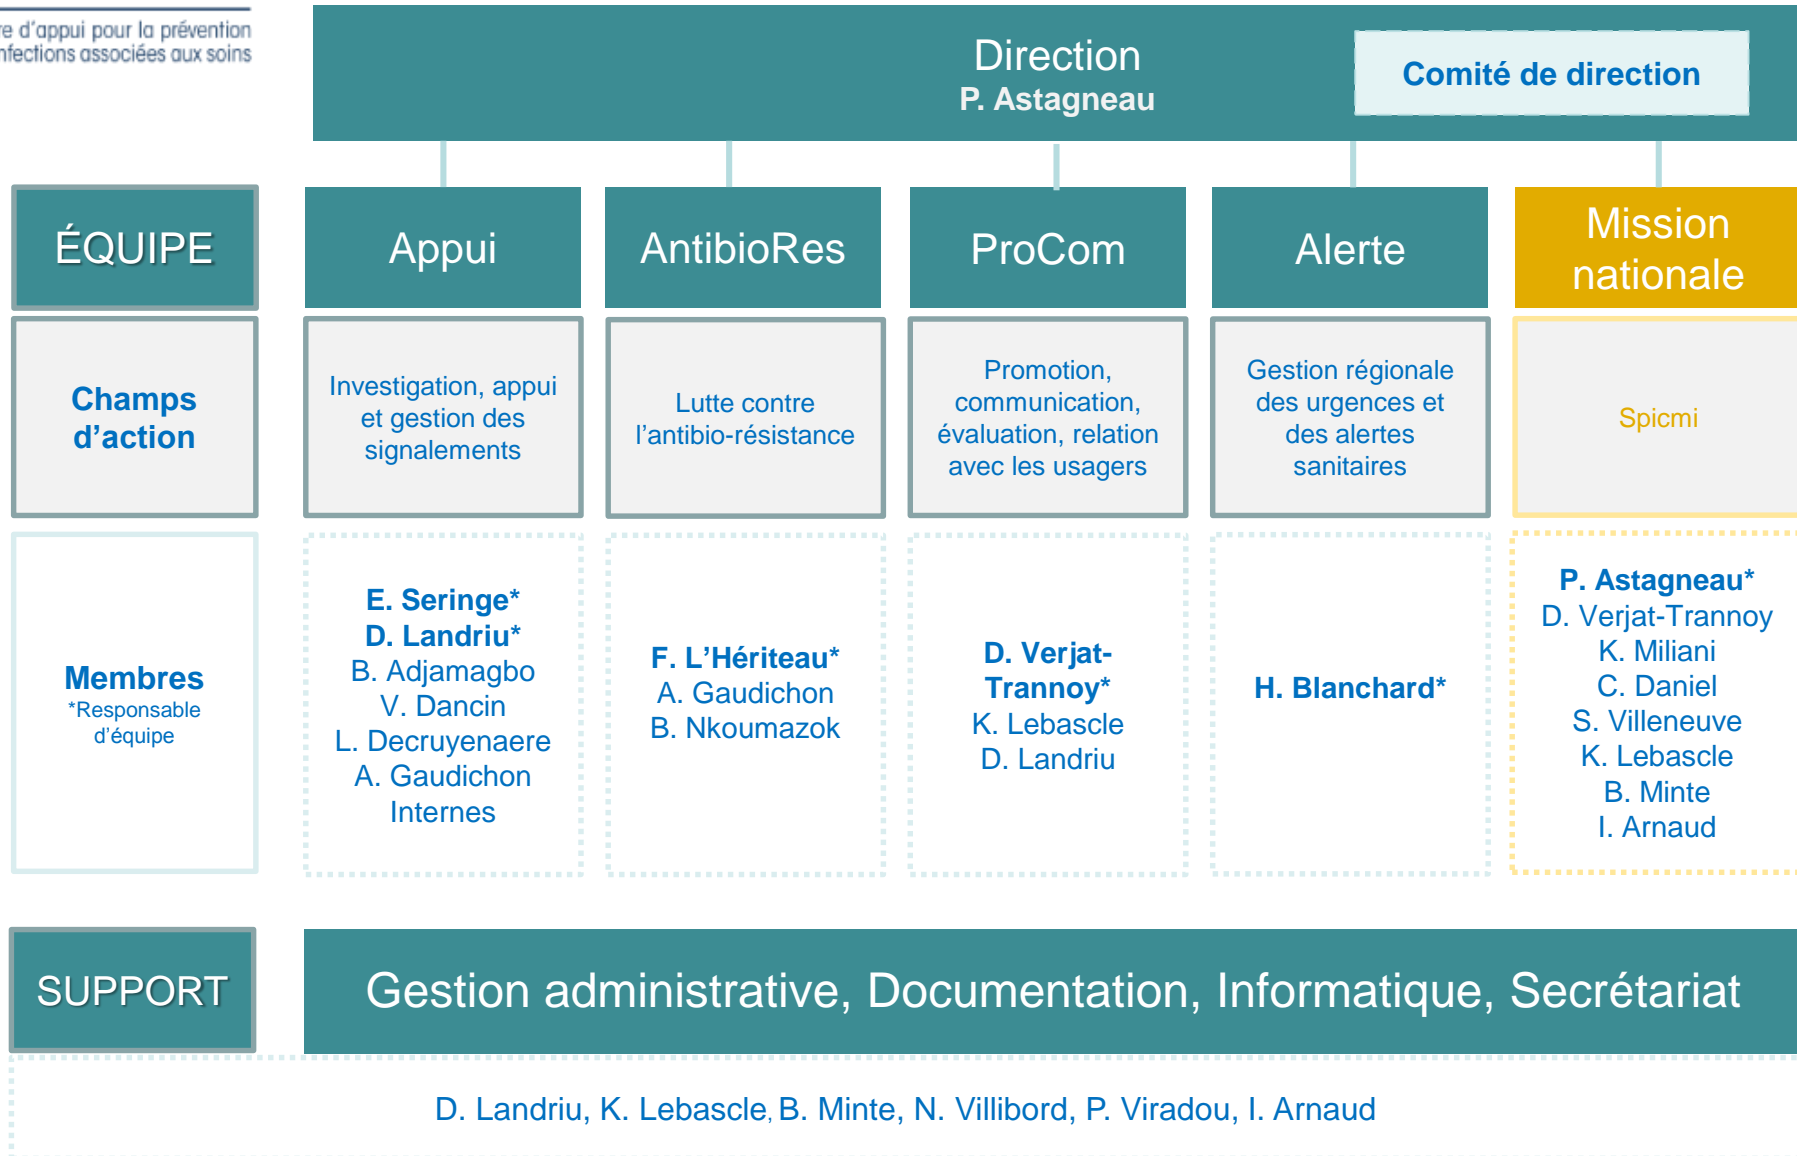 d'appui pour la prévention
infections associées aux soins
Direction
P. Astagneau
Comité de direction
ÉQUIPE
Appui
AntibioRes
ProCom
Alerte
Mission
nationale
Champs
d’action
Investigation, appui
et gestion des
signalements
Lutte contre
l’antibio-résistance
Promotion,
communication,
évaluation, relation
avec les usagers
Gestion régionale
des urgences et
des alertes
sanitaires
Spicmi
Membres
*Responsable
d’équipe
E. Seringe*
D. Landriu*
B. Adjamagbo
V. Dancin
L. Decruyenaere
A. Gaudichon
Internes
F. L’Hériteau*
A. Gaudichon
B. Nkoumazok
D. Verjat-
Trannoy*
K. Lebascle
D. Landriu
H. Blanchard*
P. Astagneau*
D. Verjat-Trannoy
K. Miliani
C. Daniel
S. Villeneuve
K. Lebascle
B. Minte
I. Arnaud
SUPPORT
Gestion administrative, Documentation, Informatique, Secrétariat
D. Landriu, K. Lebascle, B. Minte, N. Villibord, P. Viradou, I. Arnaud